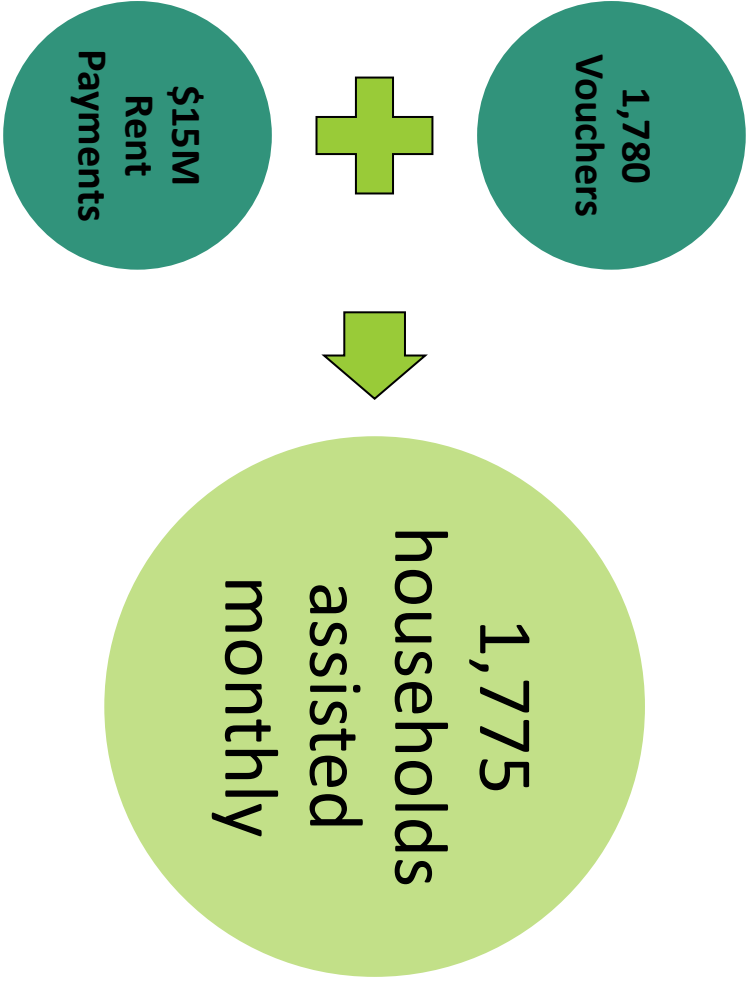 1,780
Vouchers
$15M
Rent
Payments
1,775
households
assisted
monthly